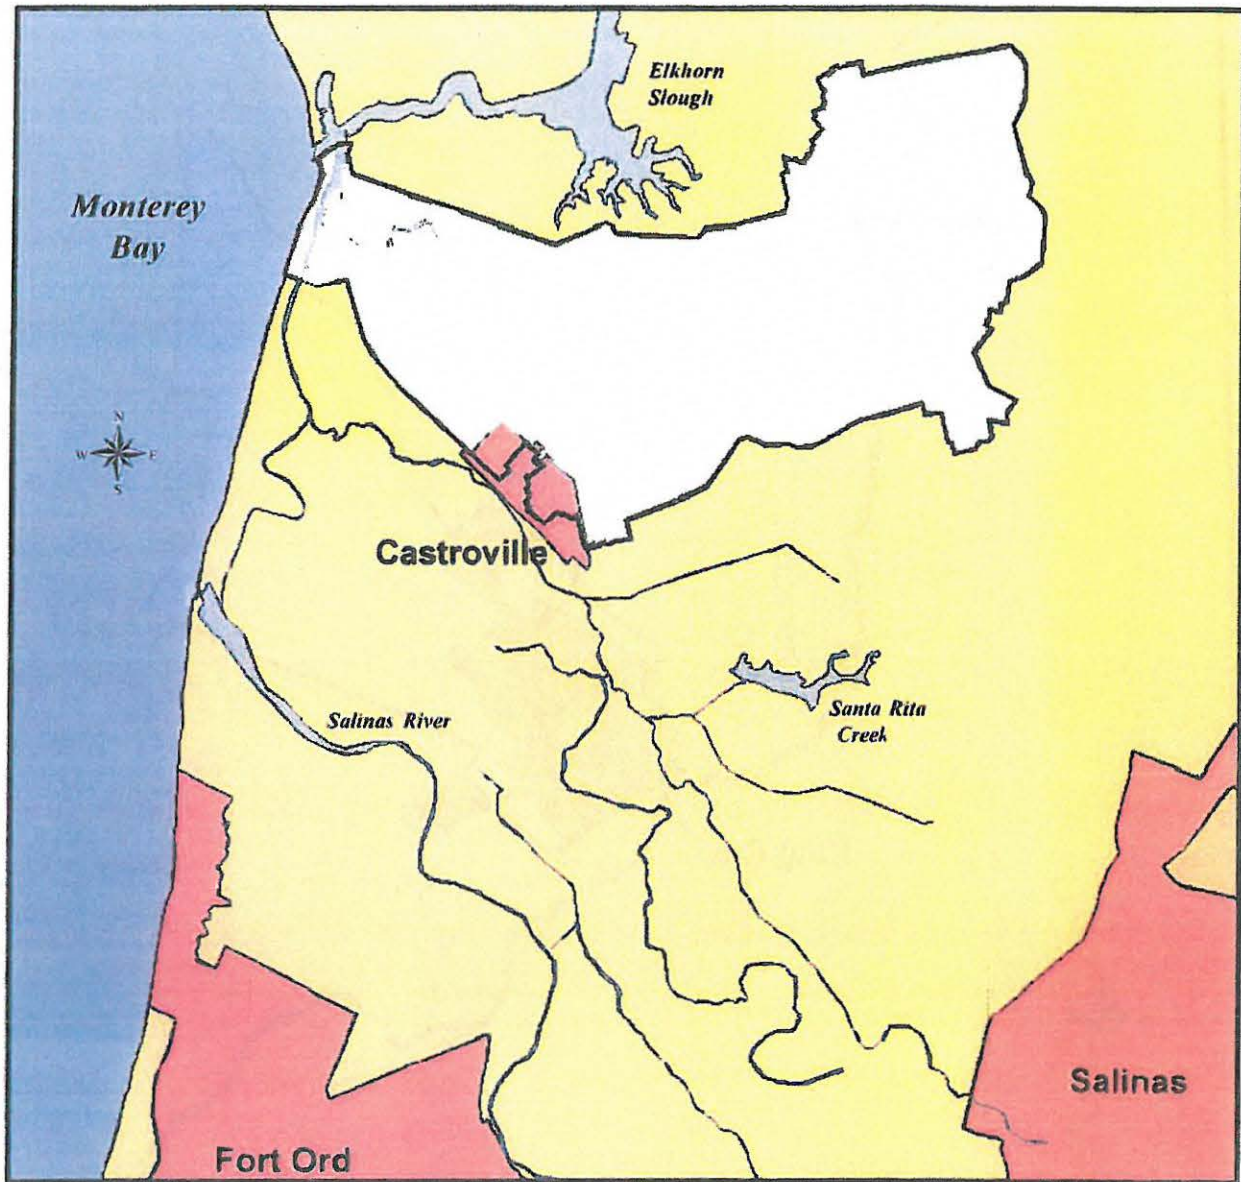 Elkhorn
Slough
Monterey
Bay
N
W E
S
Castroville
Salinas River
Santa Rita
Creek
Salinas
Fort Ord